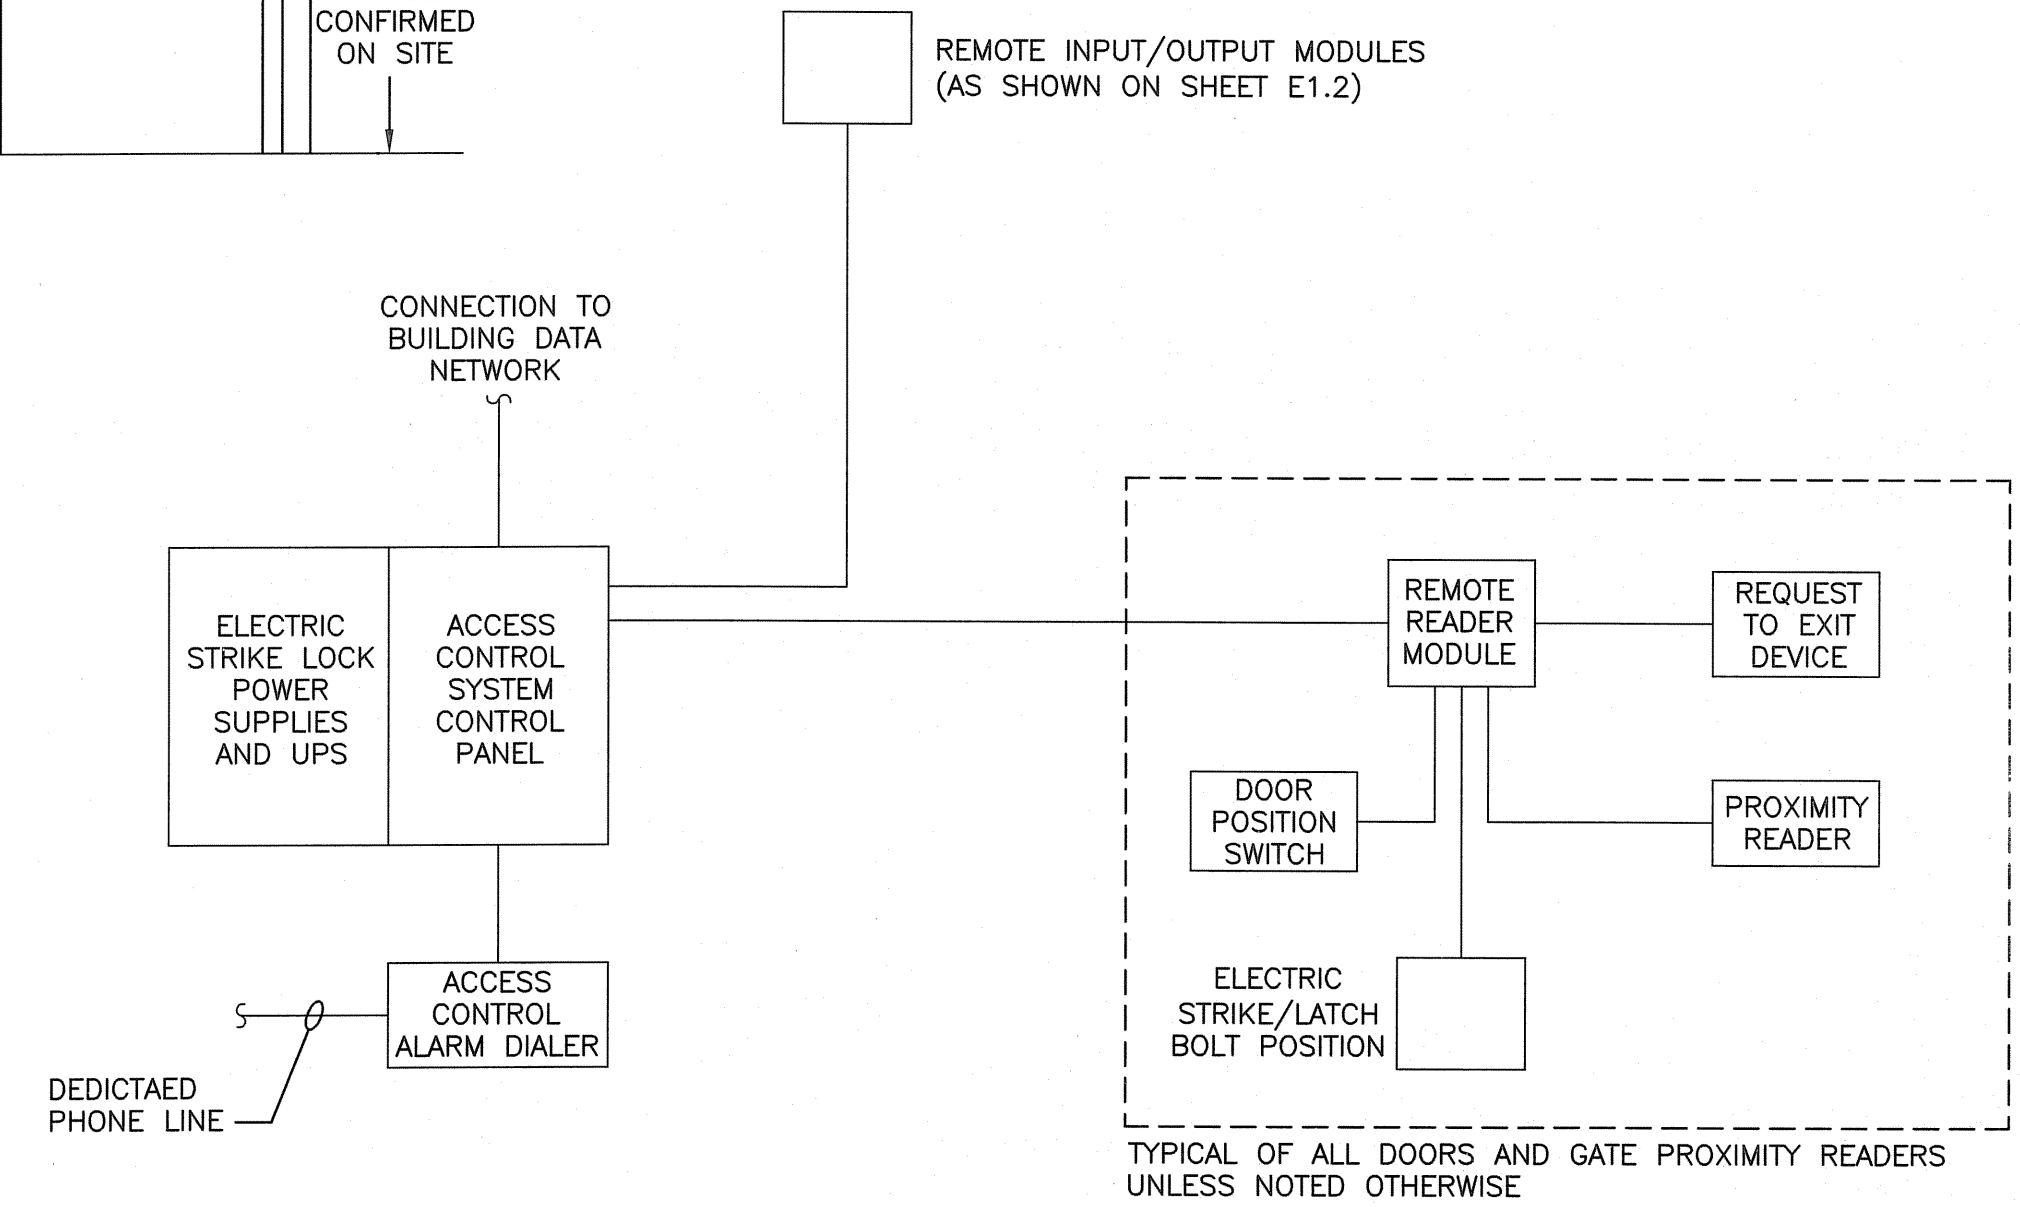 CONFIRMED
ON SITE
REMOTE INPUT/OUTPUT MODULES
(AS SHOWN ON SHEET E1.2)
CONNECTION TO
BUILDING DATA
NETWORK
ELECTRIC
STRIKE LOCK
POWER
SUPPLIES
AND UPS
ACCESS
CONTROL
SYSTEM
CONTROL
PANEL
REMOTE
READER
MODULE
REQUEST
TO EXIT
DEVICE
DOOR
POSITION
SWITCH
PROXIMITY
READER
ELECTRIC
STRIKE/LATCH
BOLT POSITION
ACCESS
CONTROL
ALARM DIALER
DEDICTAED
PHONE LINE
TYPICAL OF ALL DOORS AND GATE PROXIMITY READERS
UNLESS NOTED OTHERWISE